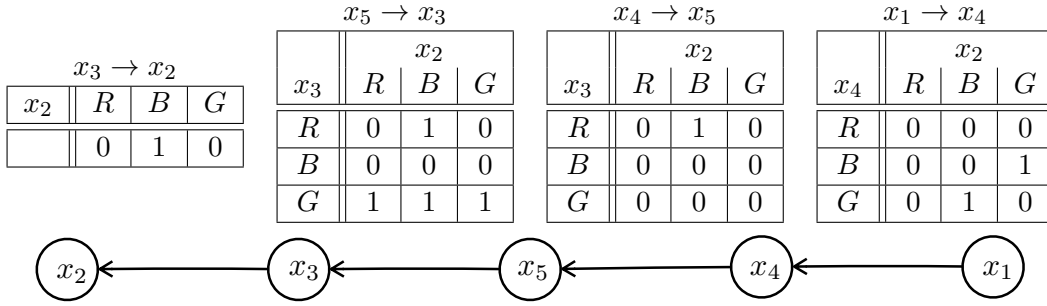 x₃ → x₂
x₂ R B G
0 1 0
x₅ → x₃
x₂
x₃ R B G
R 0 1 0
B 0 0 0
G 1 1 1
x₄ → x₅
x₂
x₃ R B G
R 0 1 0
B 0 0 0
G 0 0 0
x₁ → x₄
x₂
x₄ R B G
R 0 0 0
B 0 0 1
G 0 1 0
x₂ x₃ x₅ x₄ x₁